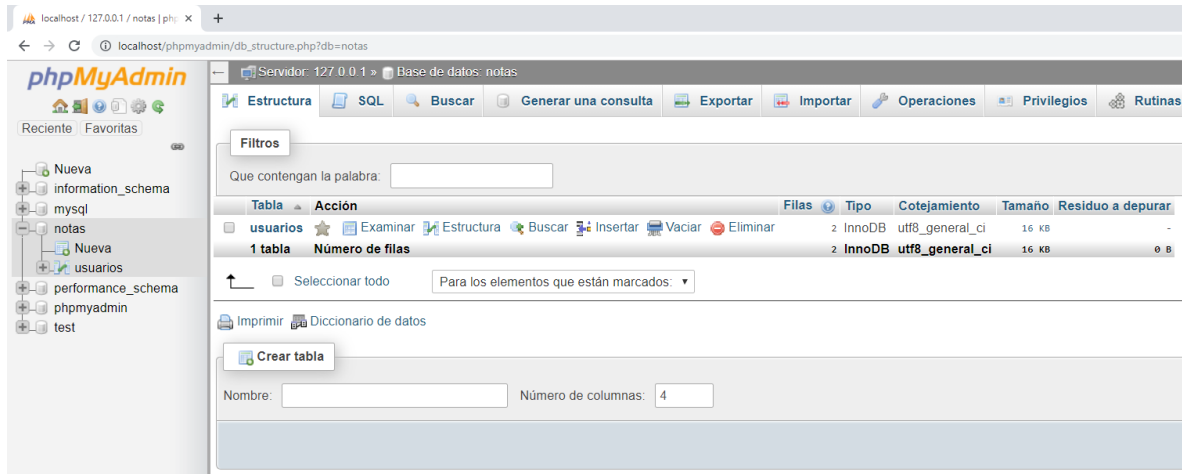 localhost / 127.0.0.1 / notas | php
localhost/phpmyadmin/db_structure.php?db=notas
phpMyAdmin
Reciente Favoritas
Nueva
information_schema
mysql
notas
Nueva
usuarios
performance_schema
phpmyadmin
test
Servidor: 127.0.0.1 » Base de datos: notas
Estructura SQL Buscar Generar una consulta Exportar Importar Operaciones Privilegios Rutinas
Filtros
Que contengan la palabra:
Tabla Acción Filas Tipo Cotejamiento Tamaño Residuo a depurar
usuarios Examinar Estructura Buscar Insertar Vaciar Eliminar 2 InnoDB utf8_general_ci 16 KB -
1 tabla Número de filas 2 InnoDB utf8_general_ci 16 KB 0 B
Seleccionar todo Para los elementos que están marcados:
Imprimir Diccionario de datos
Crear tabla
Nombre: Número de columnas: 4